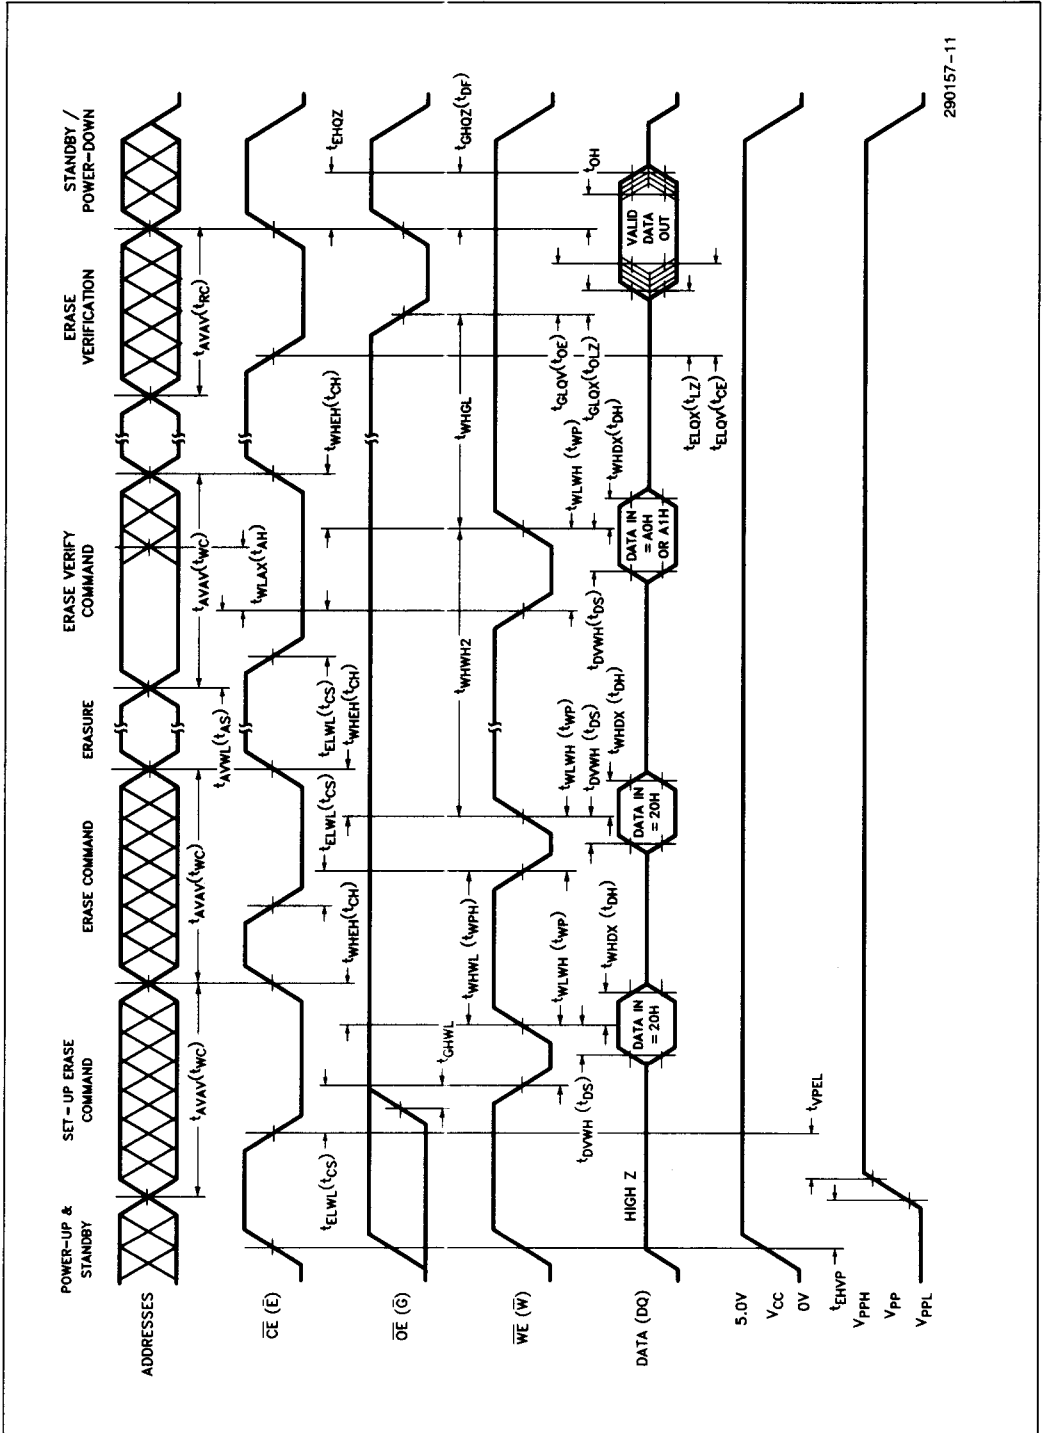 POWER-UP &
STANDBY
SET-UP ERASE
COMMAND
ERASE COMMAND
ERASURE
ERASE VERIFY
COMMAND
ERASE
VERIFICATION
STANDBY /
POWER-DOWN
ADDRESSES
tAVAV(tWC)
tAVAV(tWC)
tAVAV(tWC)
tAVAV(tRC)
tAVWL(tAS)
tWLAX(tAH)
CE (E)
tELWL(tCS)
tWHEH(tCH)
tELWL(tCS)
tWHEH(tCH)
tELWL(tCS)
tWHEH(tCH)
tEHQZ
OE (G)
tGHWL
tWHWL (tWPH)
tWHWH2
tWHGL
tGHQZ(tDF)
WE (W)
tDVWH (tDS)
tWLWH (tWP)
tWHDX (tDH)
tWLWH (tWP)
tDVWH (tDS)
tWHDX (tDH)
tDVWH(tDS)
tWLWH (tWP)
tWHDX(tDH)
tGLQV(tOE)
tGLQX(tOLZ)
tOH
DATA (DQ)
HIGH Z
DATA IN
= 20H
DATA IN
= 20H
DATA IN
= A0H
OR A1H
VALID
DATA
OUT
tELQX(tLZ)
tELQV(tCE)
5.0V
VCC
0V
tEHVP
tVPEL
VPPH
VPP
VPPL
290157-11